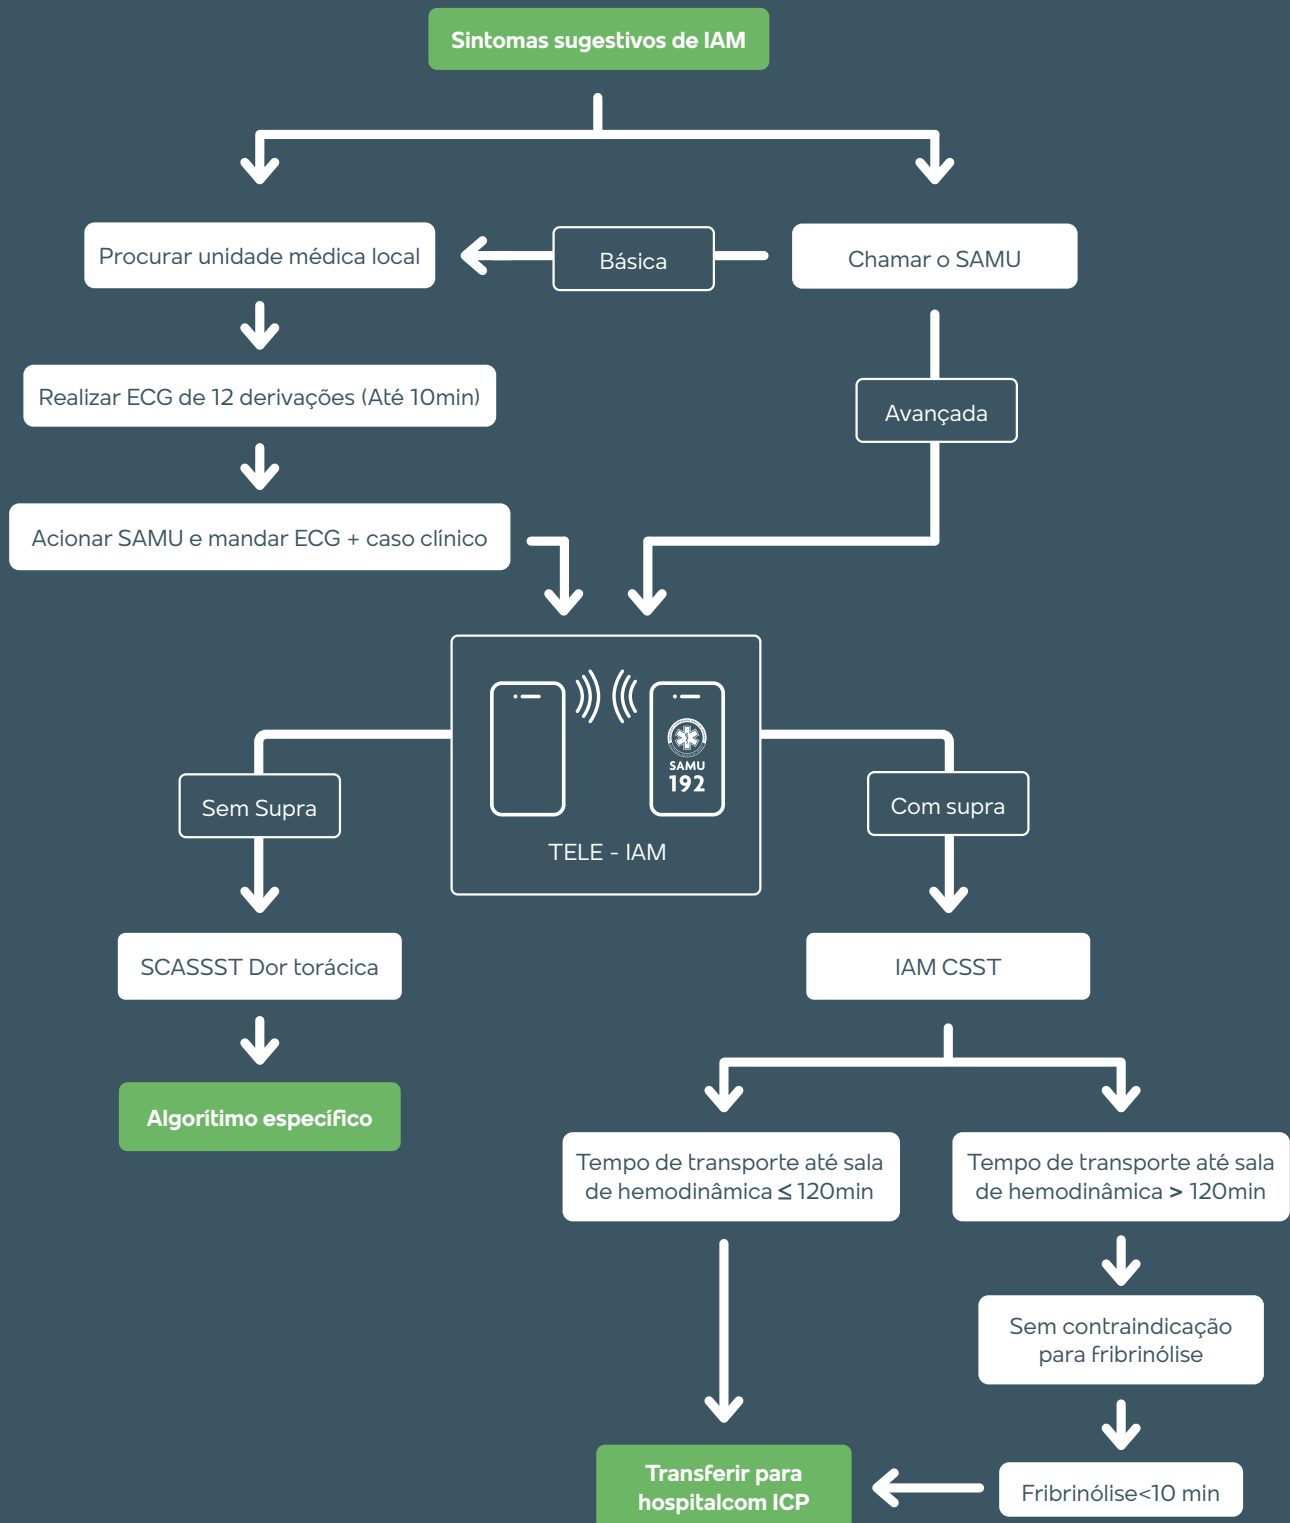 Sintomas sugestivos de IAM
Procurar unidade médica local
Básica
Chamar o SAMU
Realizar ECG de 12 derivações (Até 10min)
Avançada
Acionar SAMU e mandar ECG + caso clínico
SAMU
192
TELE - IAM
Sem Supra
Com supra
SCASSST Dor torácica
IAM CSST
Algorítimo específico
Tempo de transporte até sala
de hemodinâmica ≤ 120min
Tempo de transporte até sala
de hemodinâmica > 120min
Sem contraindicação
para fribrinólise
Transferir para
hospitalcom ICP
Fribrinólise<10 min